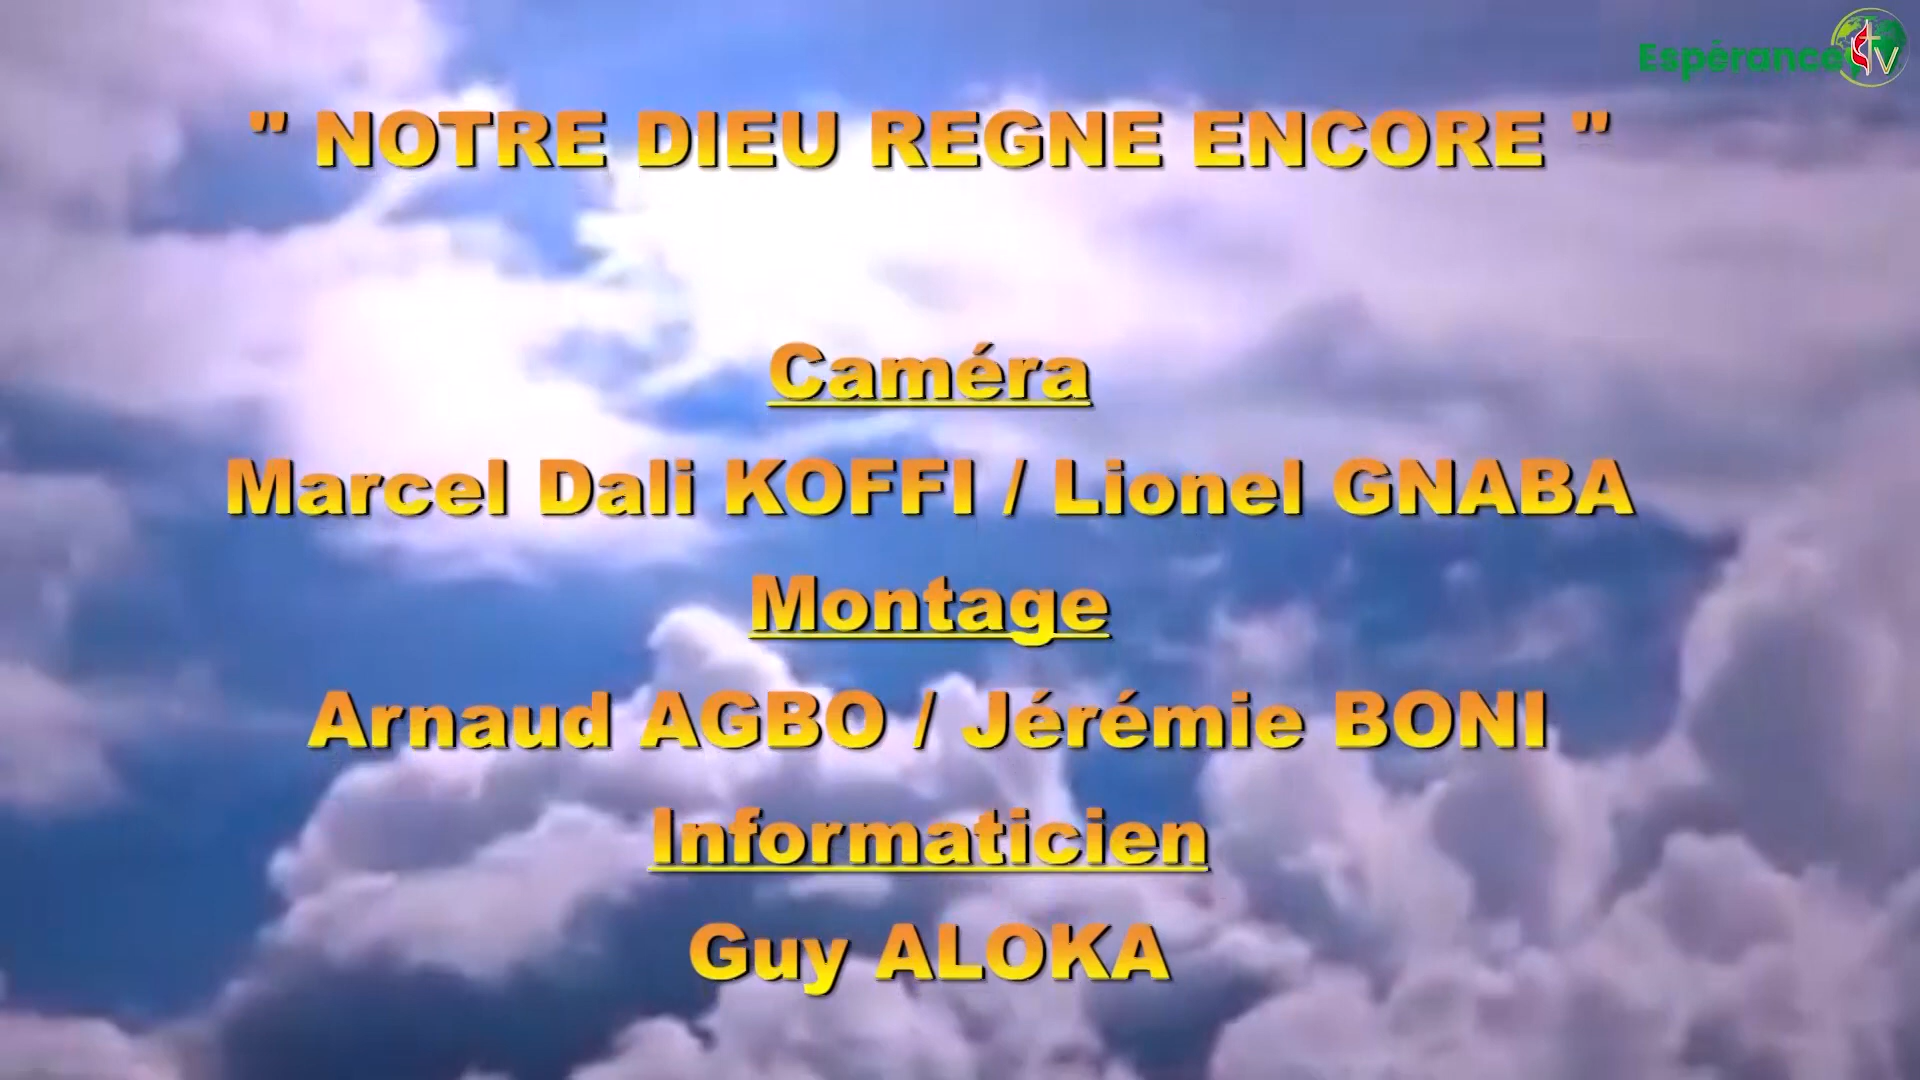 Espérance TV
" NOTRE DIEU REGNE ENCORE "
Caméra
Marcel Dali KOFFI / Lionel GNABA
Montage
Arnaud AGBO / Jérémie BONI
Informaticien
Guy ALOKA